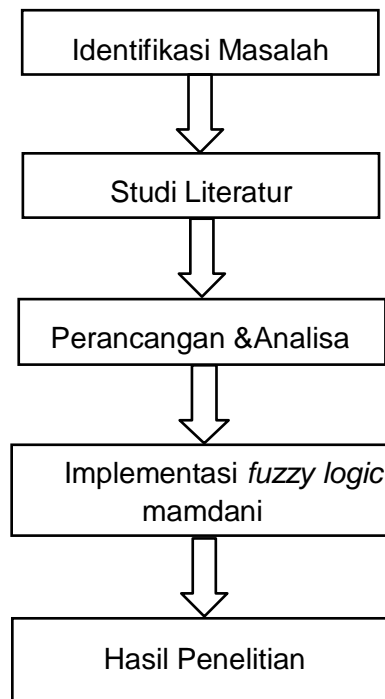 Identifikasi Masalah
Studi Literatur
Perancangan &Analisa
Implementasi fuzzy logic
mamdani
Hasil Penelitian